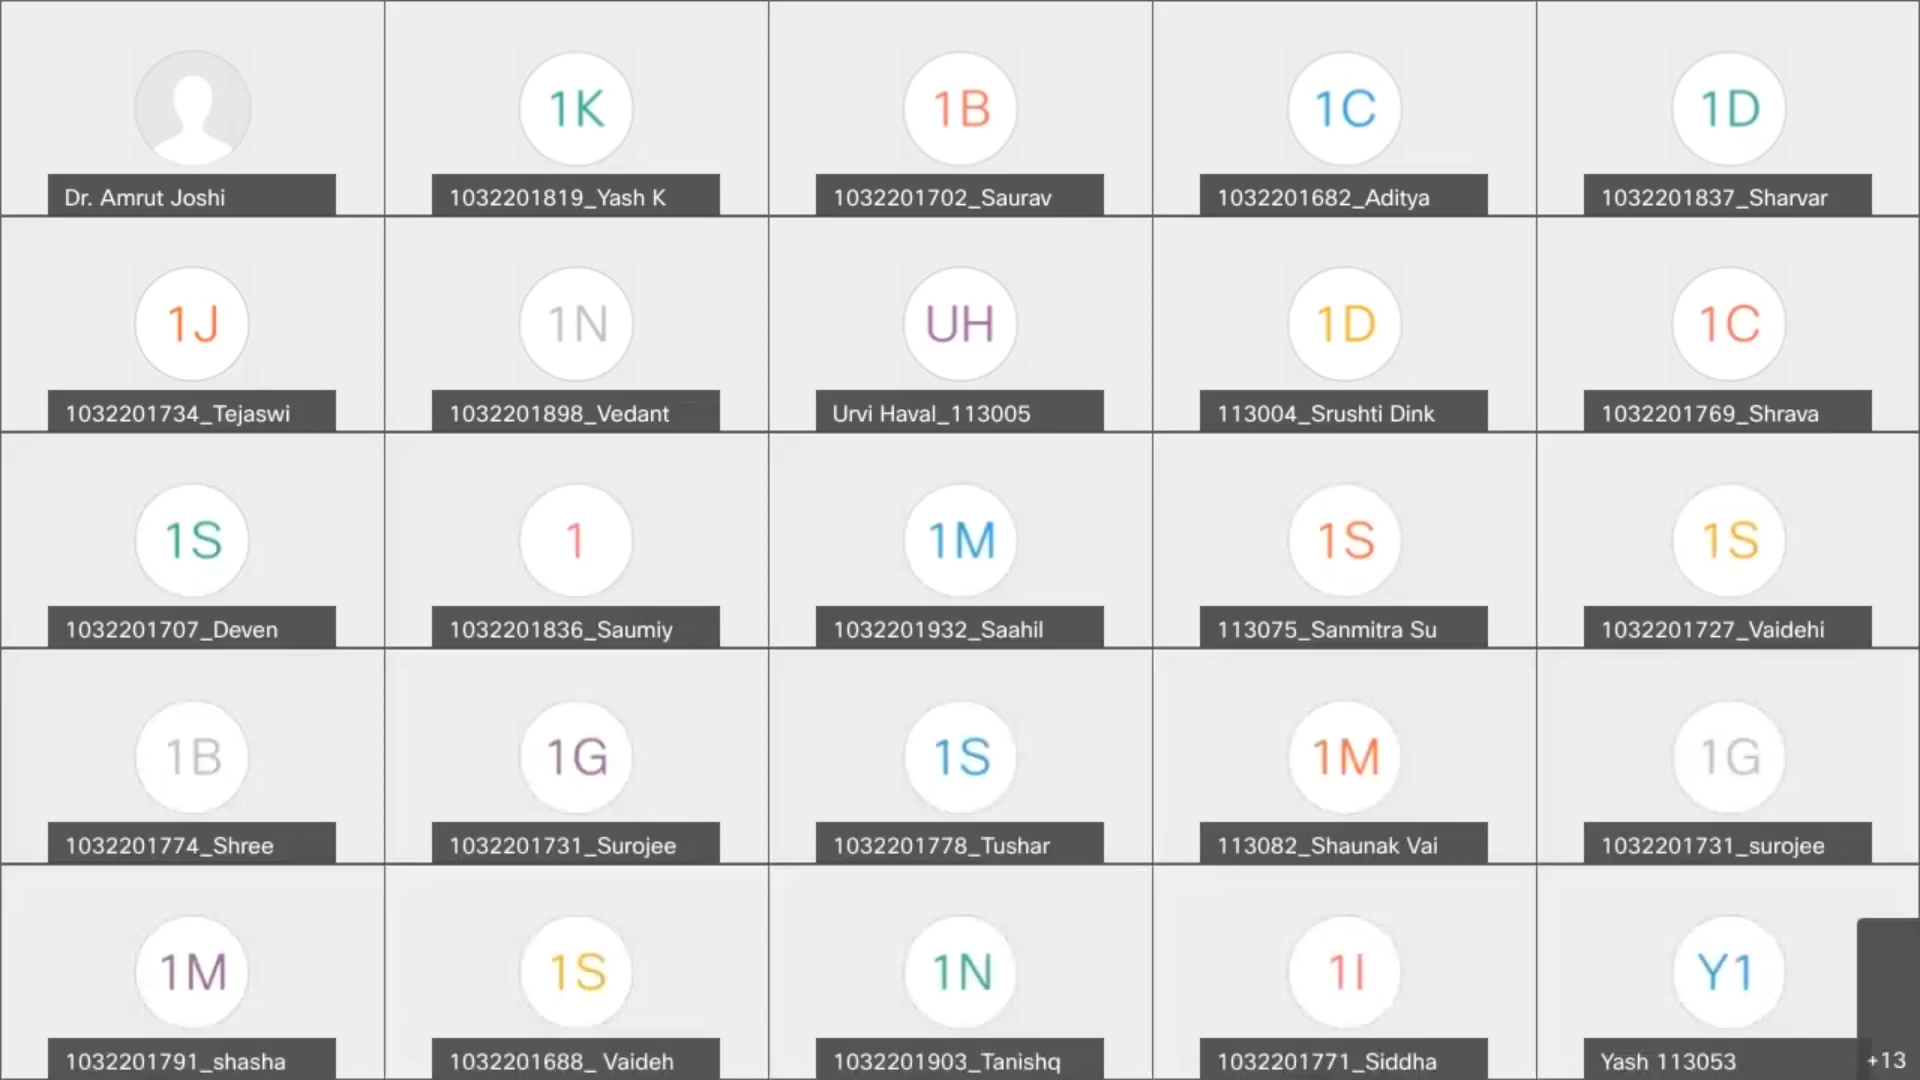 1K
1B
1C
1D
Dr. Amrut Joshi
1032201819_Yash K
1032201702_Saurav
1032201682_Aditya
1032201837_Sharvar
1J
1N
UH
1D
1C
1032201734_Tejaswi
1032201898_Vedant
Urvi Haval_113005
113004_Srushti Dink
1032201769_Shrava
1S
1
1M
1S
1S
1032201707_Deven
1032201836_Saumiy
1032201932_Saahil
113075_Sanmitra Su
1032201727_Vaidehi
1B
1G
1S
1M
1G
1032201774_Shree
1032201731_Surojee
1032201778_Tushar
113082_Shaunak Vai
1032201731_surojee
1M
1S
1N
1I
Y1
1032201791_shasha
1032201688_ Vaideh
1032201903_Tanishq
1032201771_Siddha
Yash 113053
+13